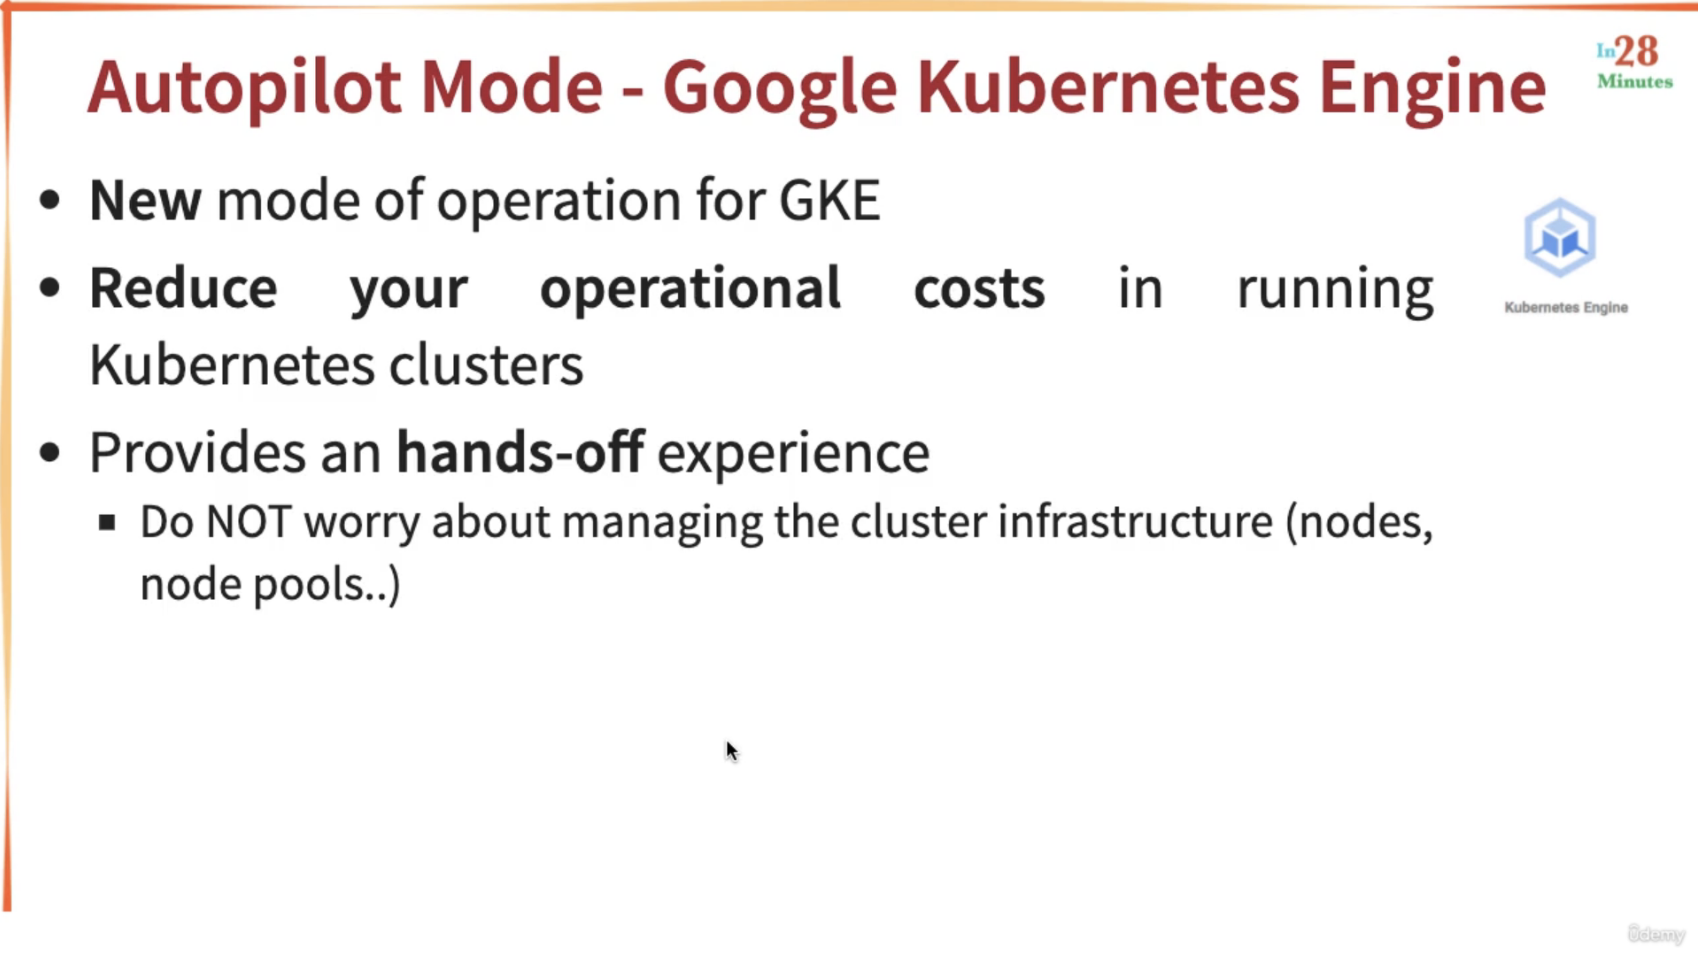 Autopilot Mode - Google Kubernetes Engine
In28
Minutes
• New mode of operation for GKE
• Reduce your operational costs in running
Kubernetes clusters
Kubernetes Engine
• Provides an hands-off experience
▪ Do NOT worry about managing the cluster infrastructure (nodes,
node pools..)
ûdemy